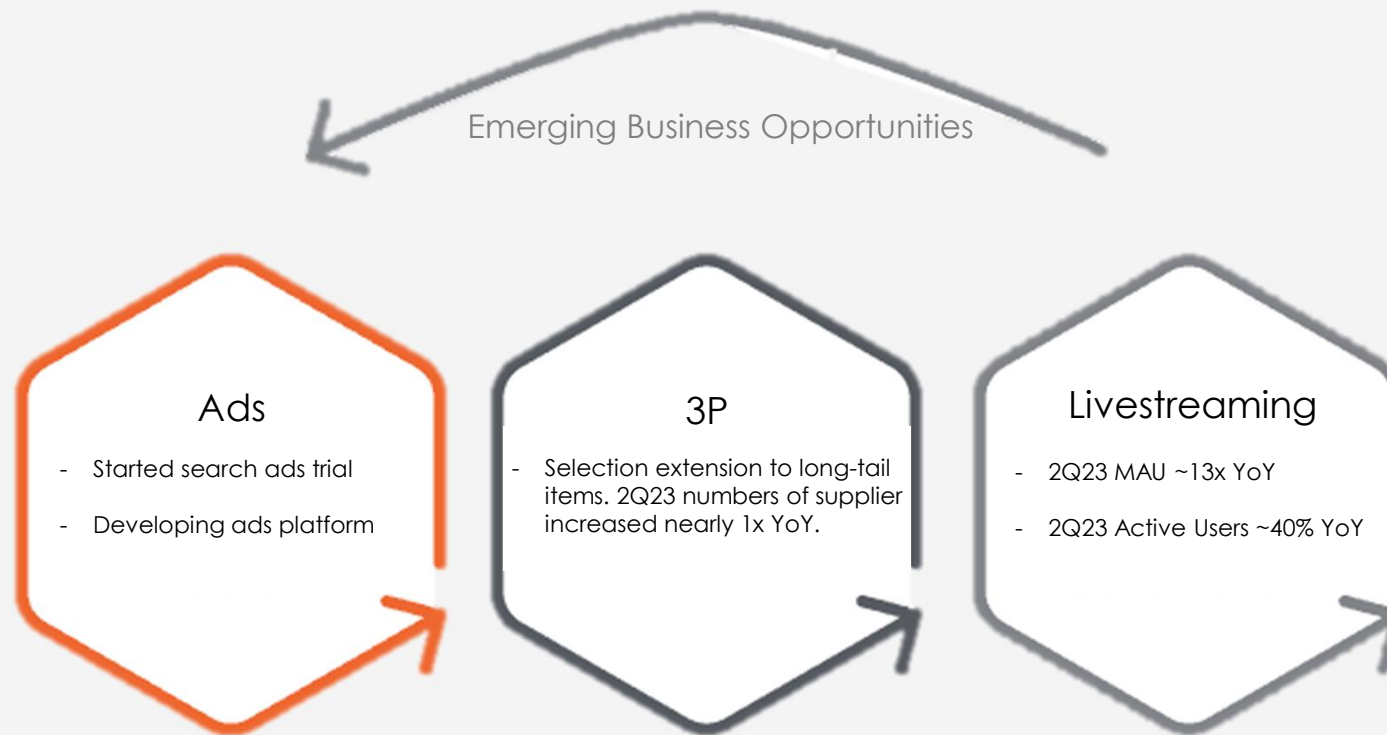 Emerging Business Opportunities
Ads
- Started search ads trial
- Developing ads platform
3P
- Selection extension to long-tail
items. 2Q23 numbers of supplier
increased nearly 1x YoY.
Livestreaming
- 2Q23 MAU ~13x YoY
- 2Q23 Active Users ~40% YoY